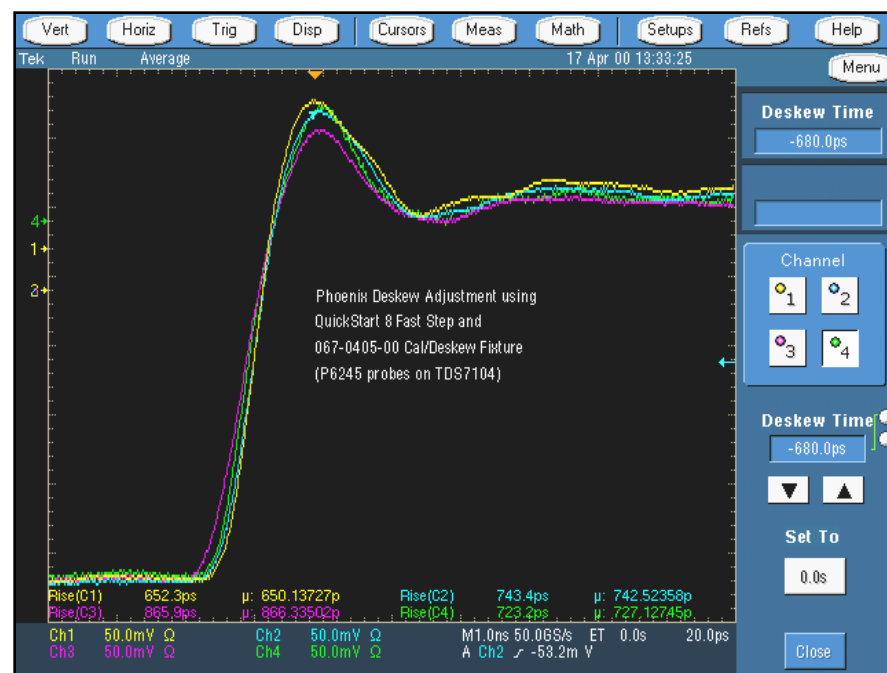 Vert Horiz Trig Disp Cursors Meas Math Setups Refs Help
Tek Run Average 17 Apr 00 13:33:25
Menu
Deskew Time
-680.0ps
4
1
Channel
1 2
3 4
Phoenix Deskew Adjustment using
QuickStart 8 Fast Step and
067-0405-00 Cal/Deskew Fixture
(P6245 probes on TDS7104)
Deskew Time
-680.0ps
Set To
0.0s
Close
Rise(C1) 652.3ps µ: 650.13727p Rise(C2) 743.4ps µ: 742.52358p
Rise(C3) 865.9ps µ: 866.33502p Rise(C4) 723.2ps µ: 727.12745p
Ch1 50.0mV Ω Ch2 50.0mV Ω M1.0ns 50.0GS/s ET 0.0s 20.0ps
Ch3 50.0mV Ω Ch4 50.0mV Ω A Ch2 -53.2m V